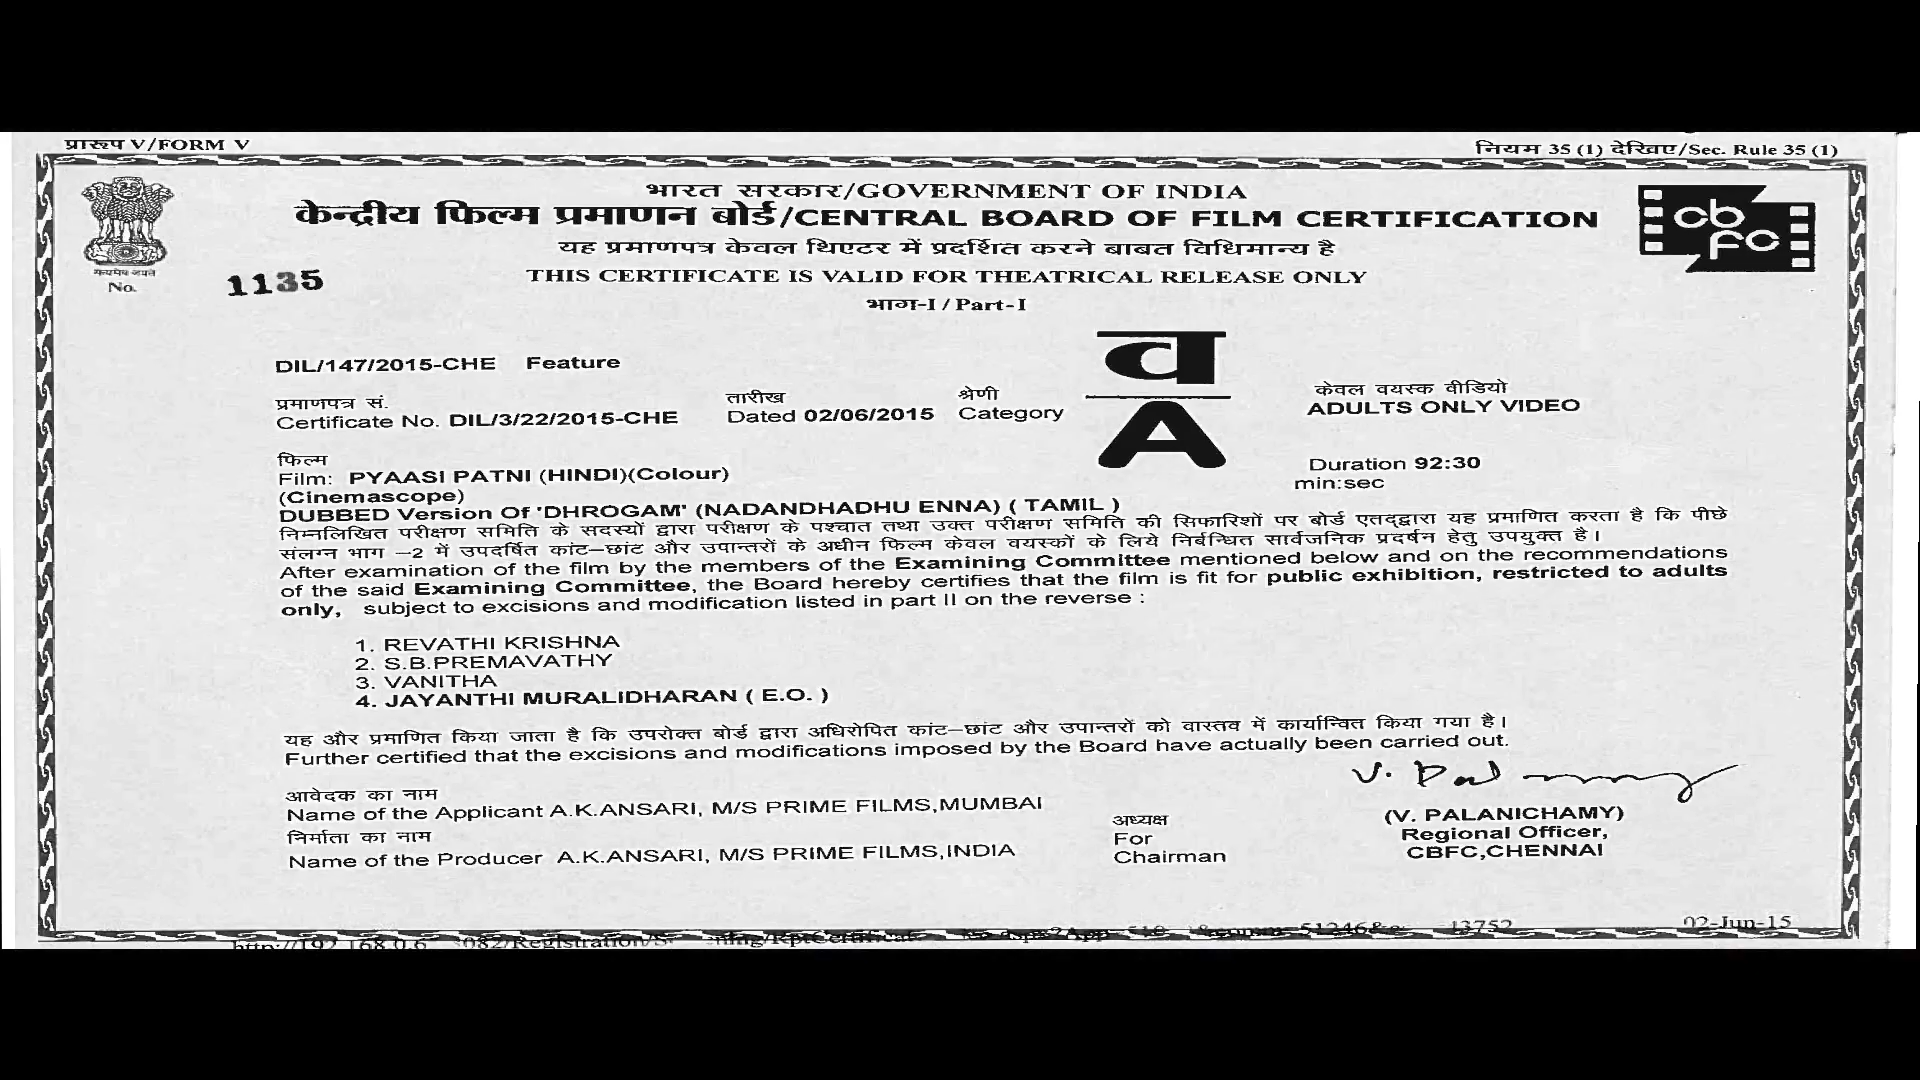 प्रारूप V/FORM V
नियम 35 (1) देखिए/Sec. Rule 35 (1)
भारत सरकार/GOVERNMENT OF INDIA
केन्द्रीय फिल्म प्रमाणन बोर्ड/CENTRAL BOARD OF FILM CERTIFICATION
cb
fc
यह प्रमाणपत्र केवल थिएटर में प्रदर्शित करने बाबत विधिमान्य है
सत्यमेव जयते
THIS CERTIFICATE IS VALID FOR THEATRICAL RELEASE ONLY
No. 1135
भाग-I / Part-I
DIL/147/2015-CHE Feature
व
A
प्रमाणपत्र सं. तारीख श्रेणी केवल वयस्क वीडियो
Certificate No. DIL/3/22/2015-CHE Dated 02/06/2015 Category ADULTS ONLY VIDEO
फिल्म
Film: PYAASI PATNI (HINDI)(Colour) Duration 92:30
(Cinemascope) min:sec
DUBBED Version Of 'DHROGAM' (NADANDHADHU ENNA) ( TAMIL )
निम्नलिखित परीक्षण समिति के सदस्यों द्वारा परीक्षण के पश्चात तथा उक्त परीक्षण समिति की सिफारिशों पर बोर्ड एतद्द्वारा यह प्रमाणित करता है कि पीछे
संलग्न भाग –2 में उपदर्षित कांट–छांट और उपान्तरों के अधीन फिल्म केवल वयस्कों के लिये निर्बन्धित सार्वजनिक प्रदर्षन हेतु उपयुक्त है।
After examination of the film by the members of the Examining Committee mentioned below and on the recommendations
of the said Examining Committee, the Board hereby certifies that the film is fit for public exhibition, restricted to adults
only, subject to excisions and modification listed in part II on the reverse :
1. REVATHI KRISHNA
2. S.B.PREMAVATHY
3. VANITHA
4. JAYANTHI MURALIDHARAN ( E.O. )
यह और प्रमाणित किया जाता है कि उपरोक्त बोर्ड द्वारा अधिरोपित कांट–छांट और उपान्तरों को वास्तव में कार्यान्वित किया गया है।
Further certified that the excisions and modifications imposed by the Board have actually been carried out.
V. Pal
आवेदक का नाम
Name of the Applicant A.K.ANSARI, M/S PRIME FILMS,MUMBAI
निर्माता का नाम
Name of the Producer A.K.ANSARI, M/S PRIME FILMS,INDIA
अध्यक्ष
For
Chairman
(V. PALANICHAMY)
Regional Officer,
CBFC,CHENNAI
02-Jun-15